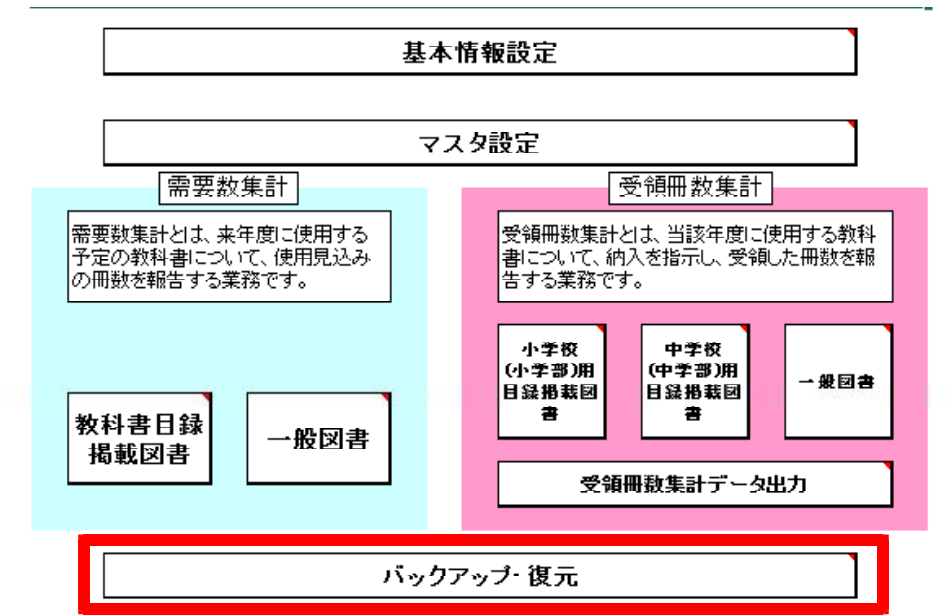 基本情報設定
マスタ設定
需要数集計
需要数集計とは、来年度に使用する
予定の教科書について、使用見込み
の冊数を報告する業務です。
教科書目録
掲載図書
一般図書
受領冊数集計
受領冊数集計とは、当該年度に使用する教科
書について、納入を指示し、受領した冊数を報
告する業務です。
小学校
(小学部)用
目録掲載図
書
中学校
(中学部)用
目録掲載図
書
一般図書
受領冊数集計データ出力
バックアップ・復元